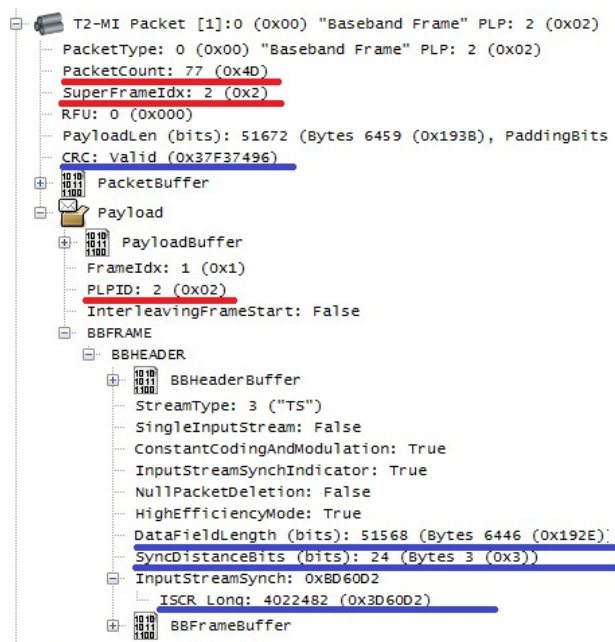 T2-MI Packet [1]:0 (0x00) "Baseband Frame" PLP: 2 (0x02)
PacketType: 0 (0x00) "Baseband Frame" PLP: 2 (0x02)
PacketCount: 77 (0x4D)
SuperFrameIdx: 2 (0x2)
RFU: 0 (0x000)
PayloadLen (bits): 51672 (Bytes 6459 (0x193B), PaddingBits
CRC: Valid (0x37F37496)
PacketBuffer
Payload
PayloadBuffer
FrameIdx: 1 (0x1)
PLPID: 2 (0x02)
InterleavingFrameStart: False
BBFRAME
BBHEADER
BBHeaderBuffer
StreamType: 3 ("TS")
SingleInputStream: False
ConstantCodingAndModulation: True
InputStreamSynchIndicator: True
NullPacketDeletion: False
HighEfficiencyMode: True
DataFieldLength (bits): 51568 (Bytes 6446 (0x192E)
SyncDistanceBits (bits): 24 (Bytes 3 (0x3))
InputStreamSynch: 0xBD60D2
ISCR Long: 4022482 (0x3D60D2)
BBFrameBuffer